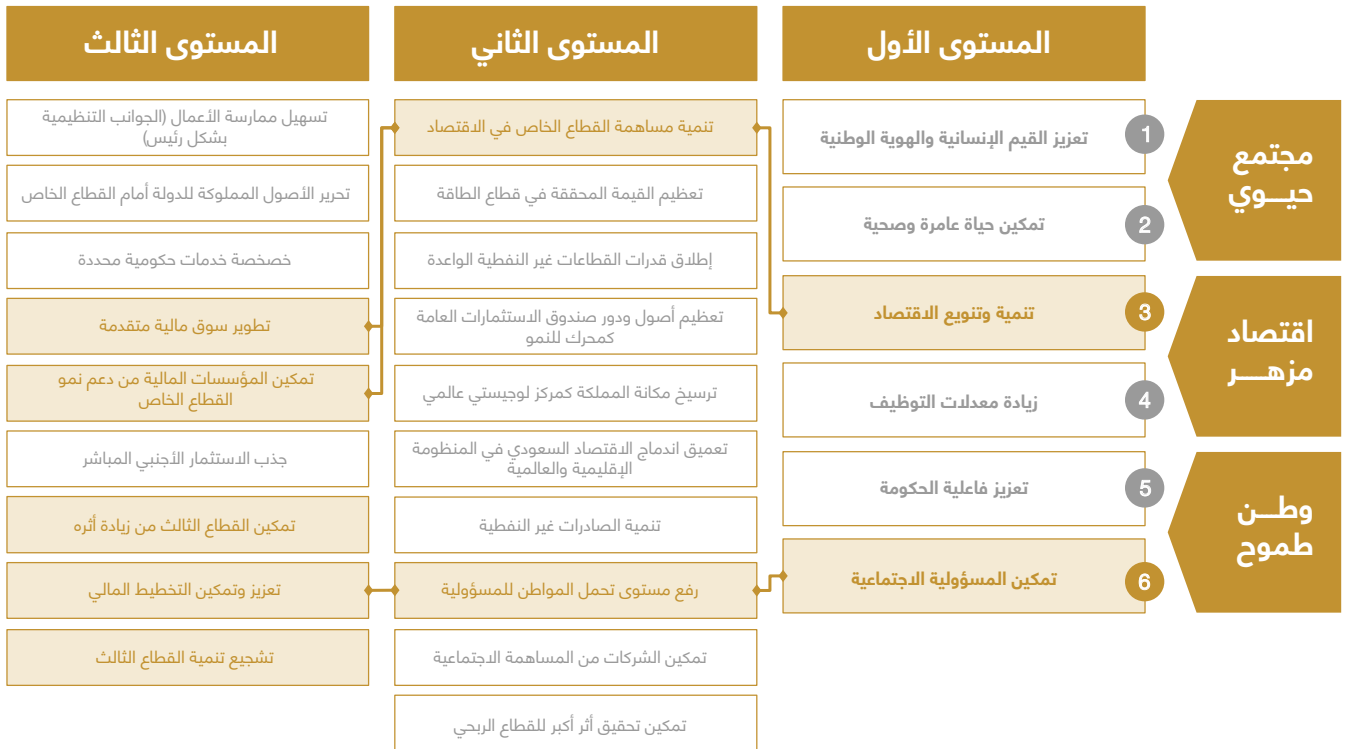 المستوى الأول
المستوى الثاني
المستوى الثالث
مجتمع
حيـــوي
اقتصاد
مزهـــــر
وطـــن
طموح
1
تعزيز القيم الإنسانية والهوية الوطنية
2
تمكين حياة عامرة وصحية
3
تنمية وتنويع الاقتصاد
4
زيادة معدلات التوظيف
5
تعزيز فاعلية الحكومة
6
تمكين المسؤولية الاجتماعية
تنمية مساهمة القطاع الخاص في الاقتصاد
تعظيم القيمة المحققة في قطاع الطاقة
إطلاق قدرات القطاعات غير النفطية الواعدة
تعظيم أصول ودور صندوق الاستثمارات العامة
كمحرك للنمو
ترسيخ مكانة المملكة كمركز لوجيستي عالمي
تعميق اندماج الاقتصاد السعودي في المنظومة
الإقليمية والعالمية
تنمية الصادرات غير النفطية
رفع مستوى تحمل المواطن للمسؤولية
تمكين الشركات من المساهمة الاجتماعية
تمكين تحقيق أثر أكبر للقطاع الربحي
تسهيل ممارسة الأعمال (الجوانب التنظيمية
بشكل رئيس)
تحرير الأصول المملوكة للدولة أمام القطاع الخاص
خصخصة خدمات حكومية محددة
تطوير سوق مالية متقدمة
تمكين المؤسسات المالية من دعم نمو
القطاع الخاص
جذب الاستثمار الأجنبي المباشر
تمكين القطاع الثالث من زيادة أثره
تعزيز وتمكين التخطيط المالي
تشجيع تنمية القطاع الثالث